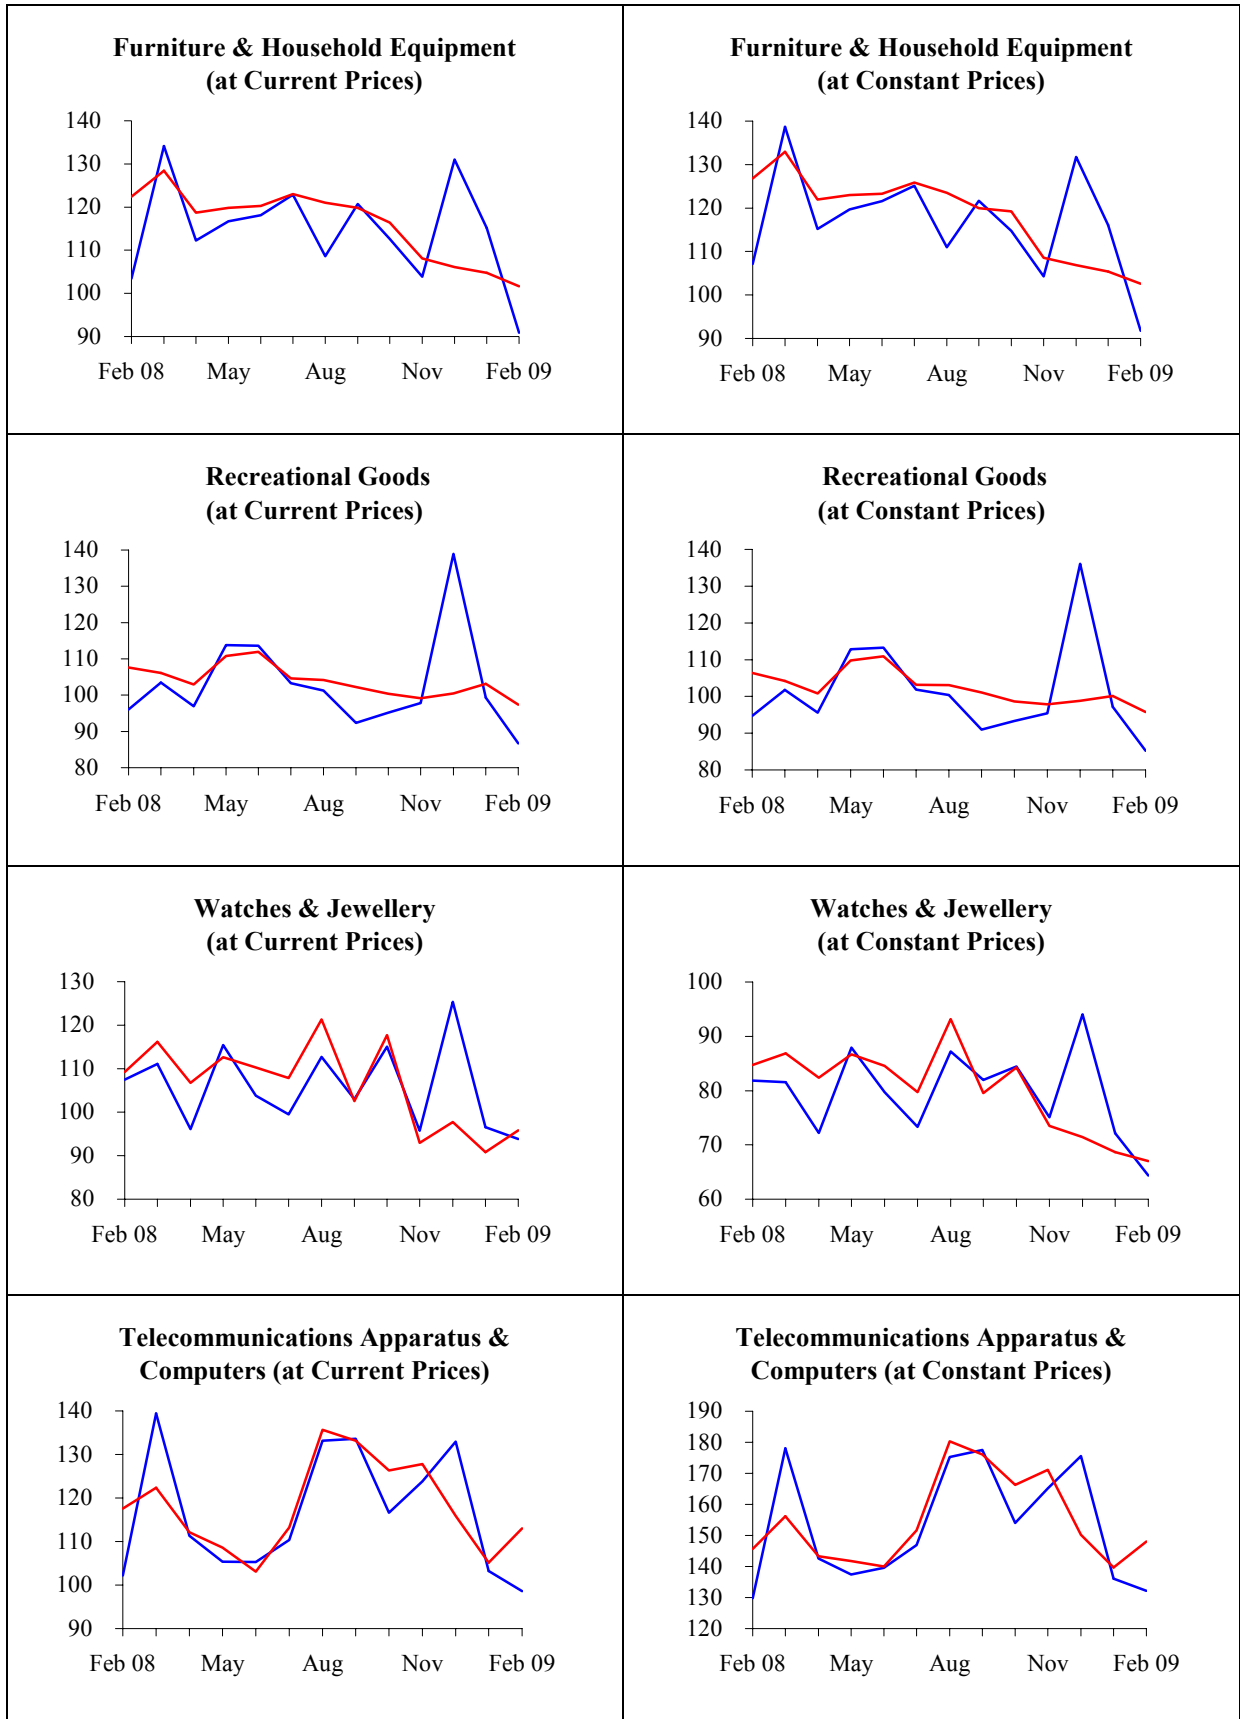 Furniture & Household Equipment
(at Current Prices)
140
130
120
110
100
90
Feb 08 May Aug Nov Feb 09
Furniture & Household Equipment
(at Constant Prices)
140
130
120
110
100
90
Feb 08 May Aug Nov Feb 09
Recreational Goods
(at Current Prices)
140
130
120
110
100
90
80
Feb 08 May Aug Nov Feb 09
Recreational Goods
(at Constant Prices)
140
130
120
110
100
90
80
Feb 08 May Aug Nov Feb 09
Watches & Jewellery
(at Current Prices)
130
120
110
100
90
80
Feb 08 May Aug Nov Feb 09
Watches & Jewellery
(at Constant Prices)
100
90
80
70
60
Feb 08 May Aug Nov Feb 09
Telecommunications Apparatus &
Computers (at Current Prices)
140
130
120
110
100
90
Feb 08 May Aug Nov Feb 09
Telecommunications Apparatus &
Computers (at Constant Prices)
190
180
170
160
150
140
130
120
Feb 08 May Aug Nov Feb 09